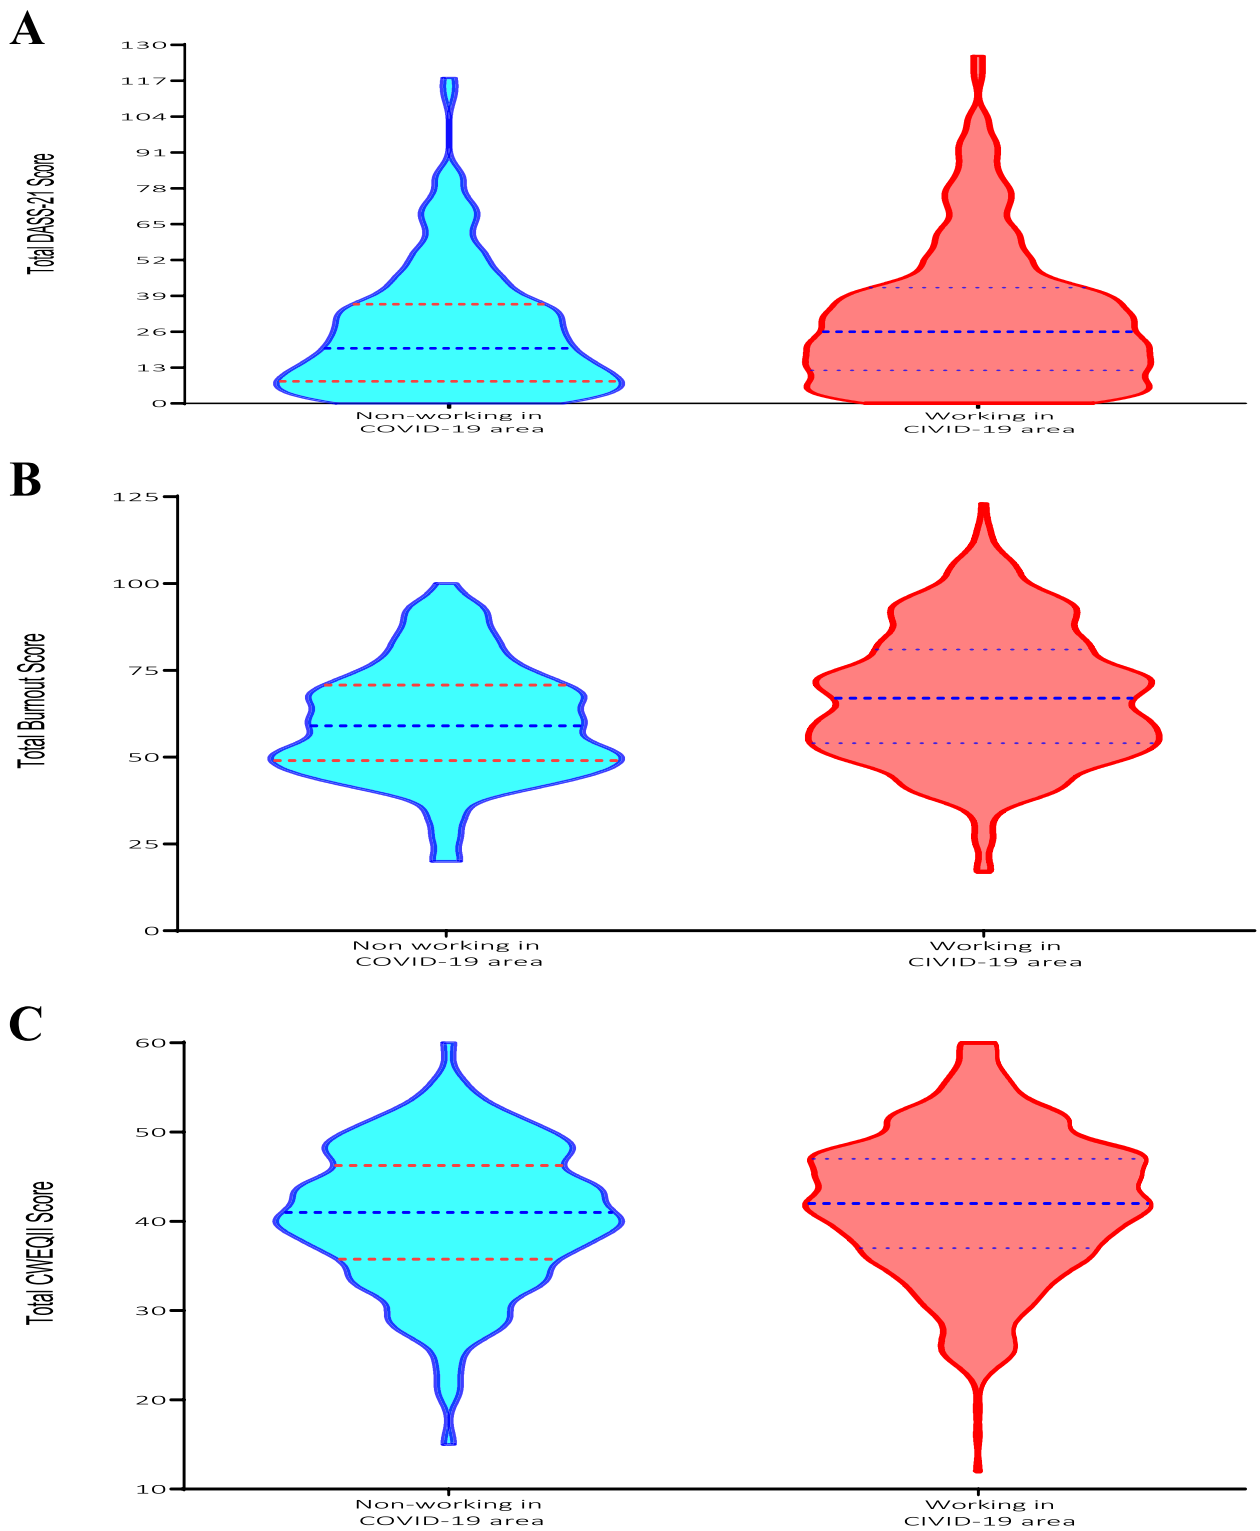 A
130
117
104
91
78
65
52
39
26
13
0
Total DASS-21 Score
Non-working in
COVID-19 area
Working in
CIVID-19 area
B
125
100
75
50
25
0
Total Burnout Score
Non working in
COVID-19 area
Working in
CIVID-19 area
C
60
50
40
30
20
10
Total CWEQII Score
Non-working in
COVID-19 area
Working in
CIVID-19 area